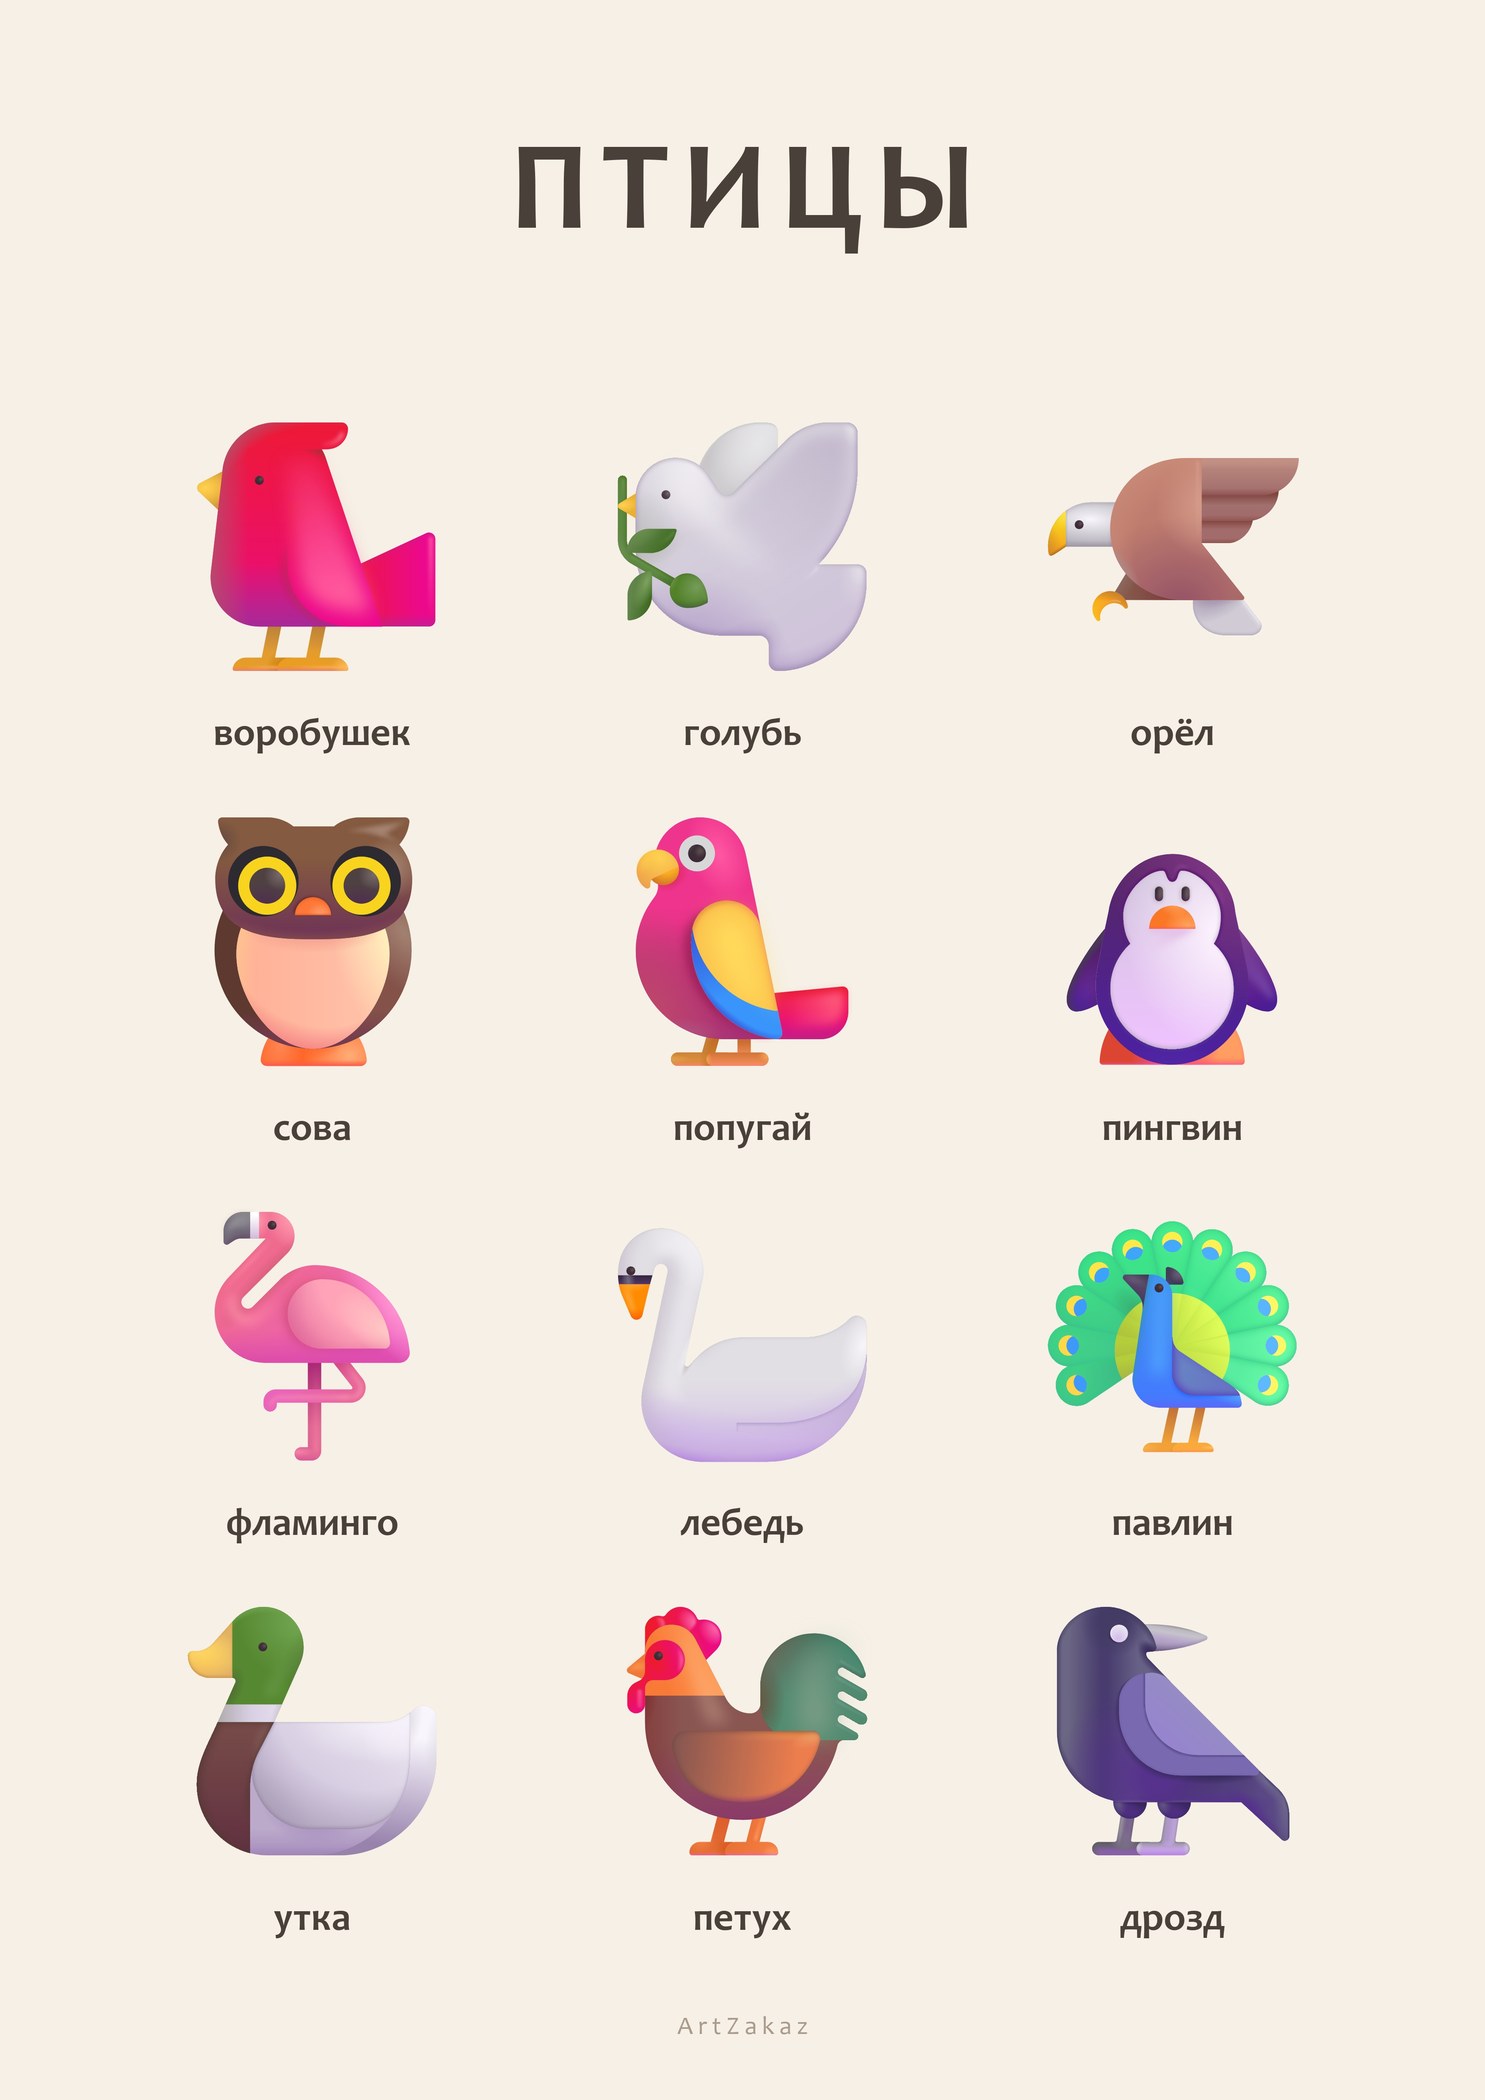 ПТИЦЫ
воробушек
голубь
орёл
сова
попугай
пингвин
фламинго
лебедь
павлин
утка
петух
дрозд
ArtZakaz